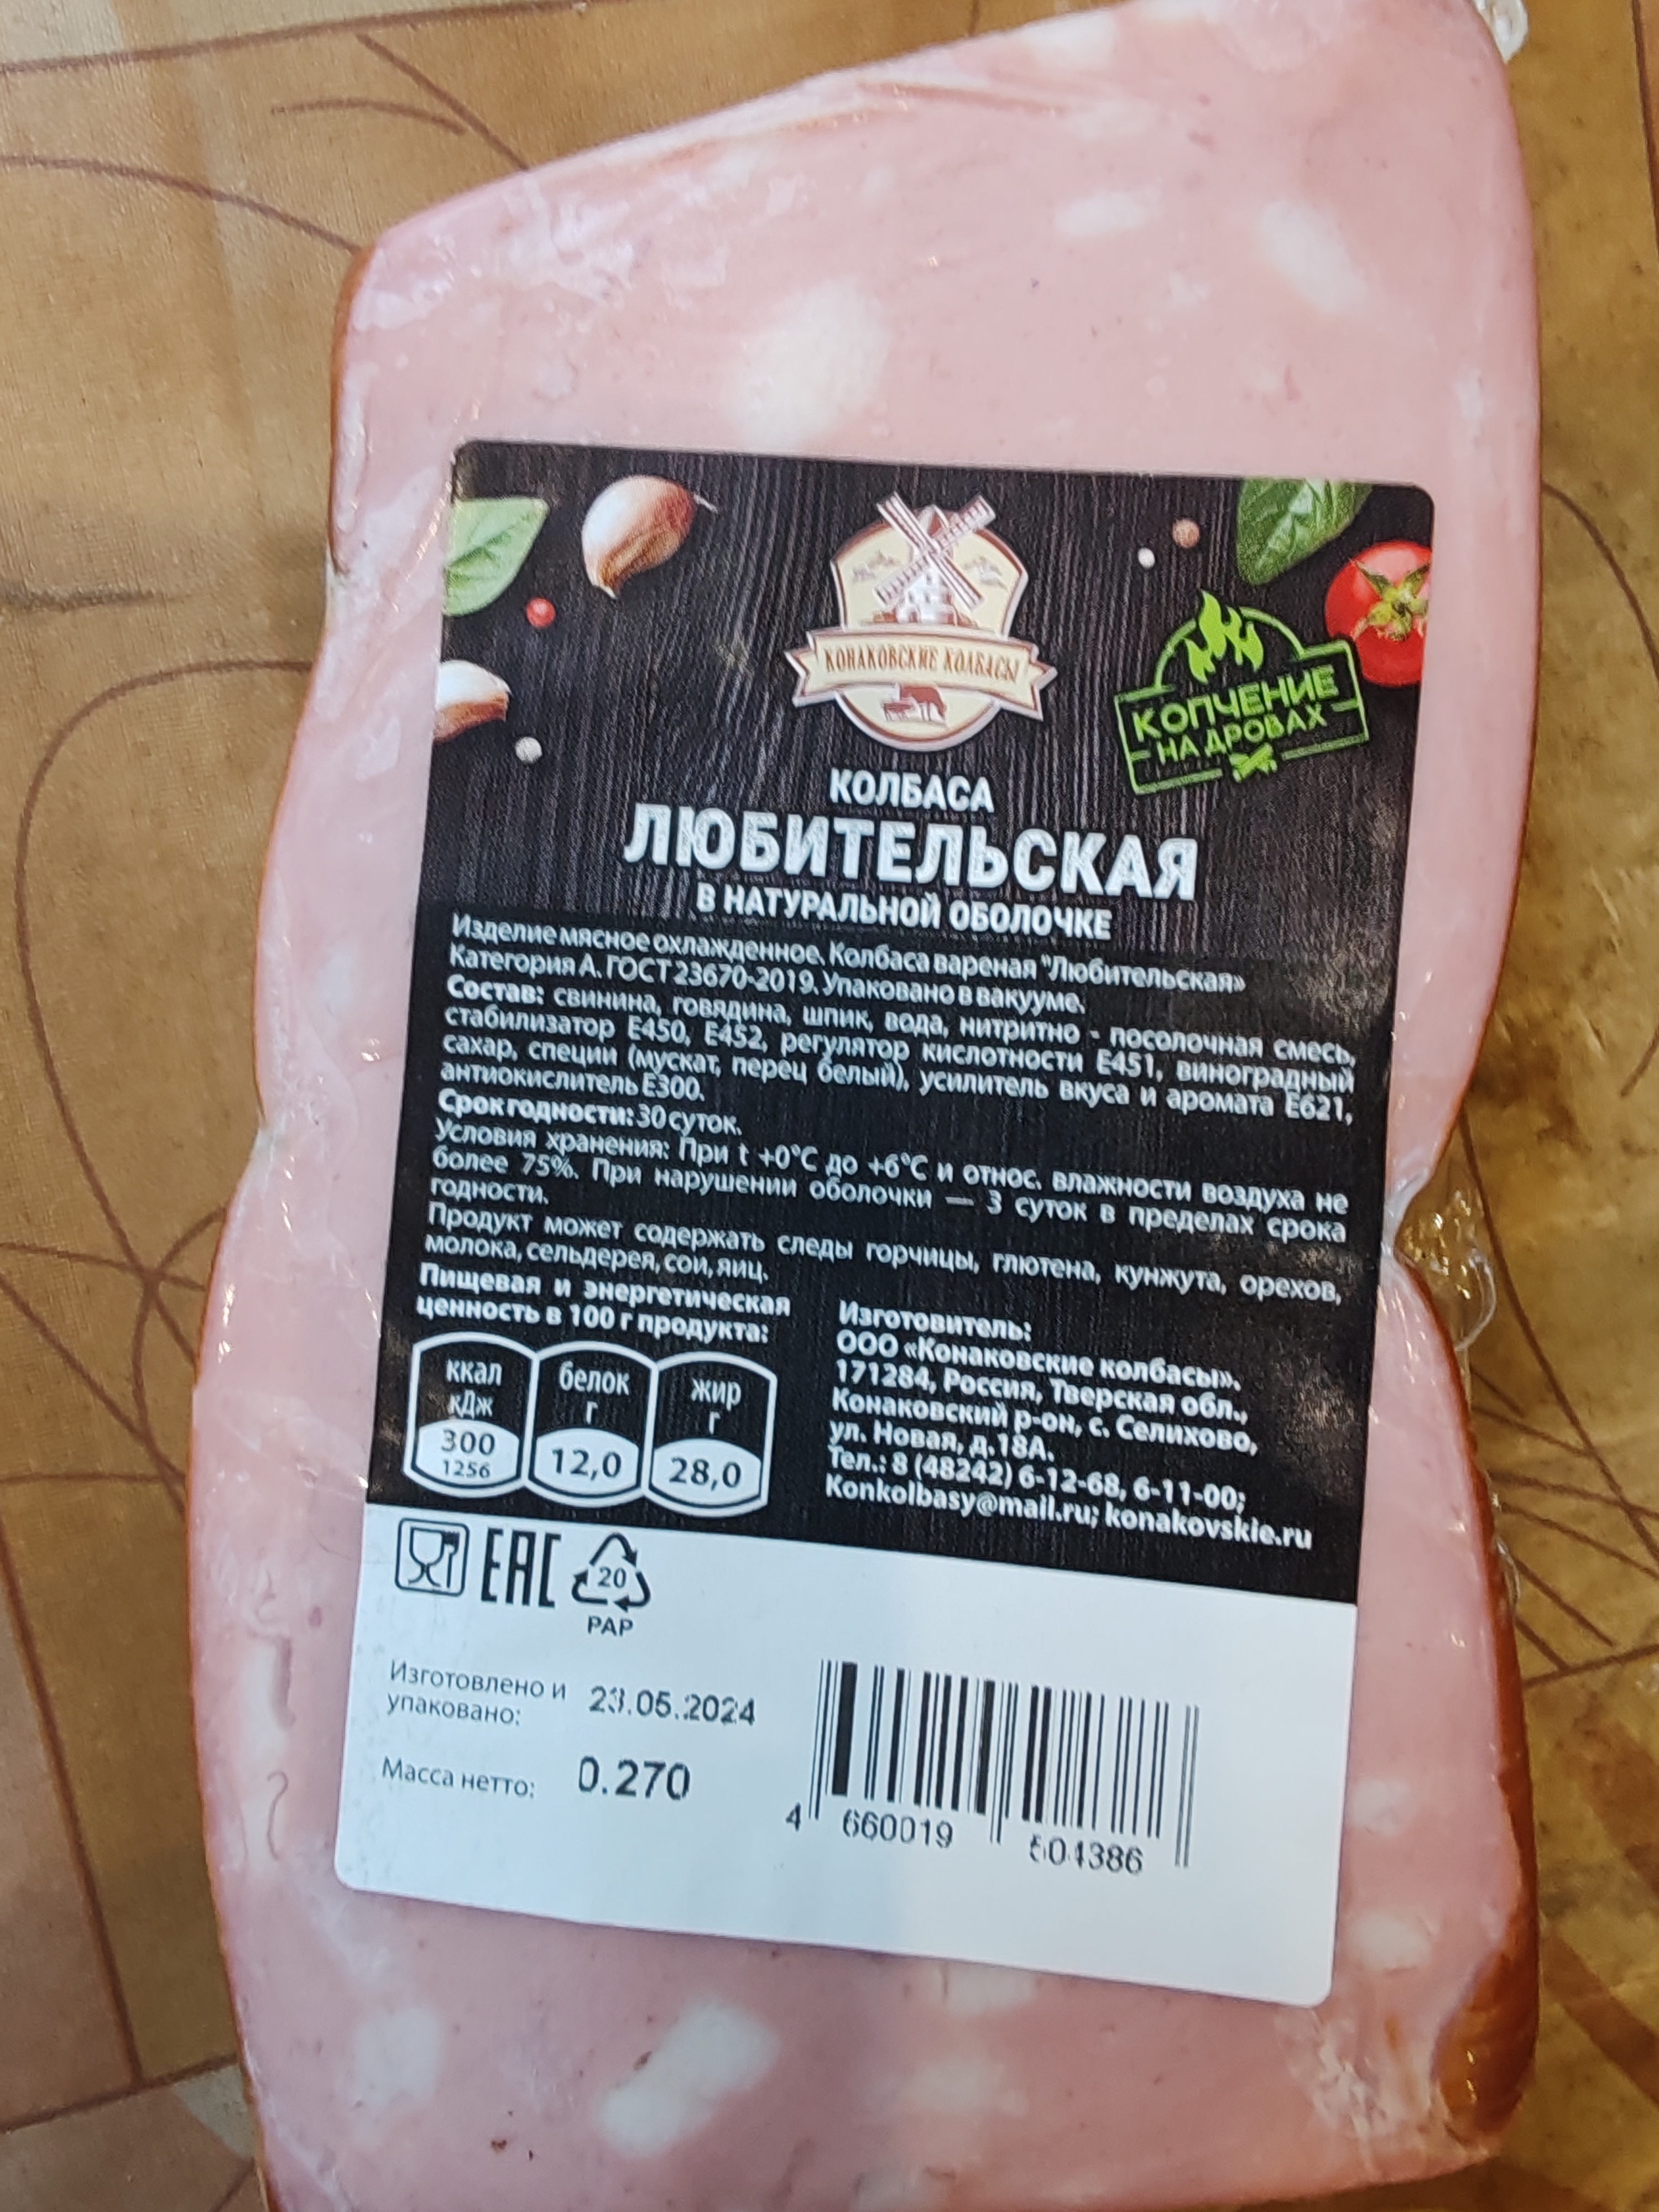 КОНАКОВСКИЕ КОЛБАСЫ
КОПЧЕНИЕ
НА ДРОВАХ
КОЛБАСА
ЛЮБИТЕЛЬСКАЯ
В НАТУРАЛЬНОЙ ОБОЛОЧКЕ
Изделие мясное охлажденное. Колбаса вареная "Любительская»
Категория А. ГОСТ 23670-2019. Упаковано в вакууме.
Состав: свинина, говядина, шпик, вода, нитритно - посолочная смесь,
стабилизатор Е450, Е452, регулятор кислотности Е451, виноградный
сахар, специи (мускат, перец белый), усилитель вкуса и аромата Е621,
антиокислитель Е300.
Срок годности: 30 суток.
Условия хранения: При t +0°С до +6°С и относ. влажности воздуха не
более 75%. При нарушении оболочки — 3 суток в пределах срока
годности.
Продукт может содержать следы горчицы, глютена, кунжута, орехов,
молока, сельдерея, сои, яиц.
Пищевая и энергетическая
ценность в 100 г продукта:
ккал белок жир
кДж г г
300 12,0 28,0
1256
Изготовитель:
ООО «Конаковские колбасы».
171284, Россия, Тверская обл.,
Конаковский р-он, с. Селихово,
ул. Новая, д.18А.
Тел.: 8 (48242) 6-12-68, 6-11-00;
Konkolbasy@mail.ru; konakovskie.ru
EAC 20
PAP
Изготовлено и
упаковано: 23.05.2024
Масса нетто: 0.270
4 660019 504386